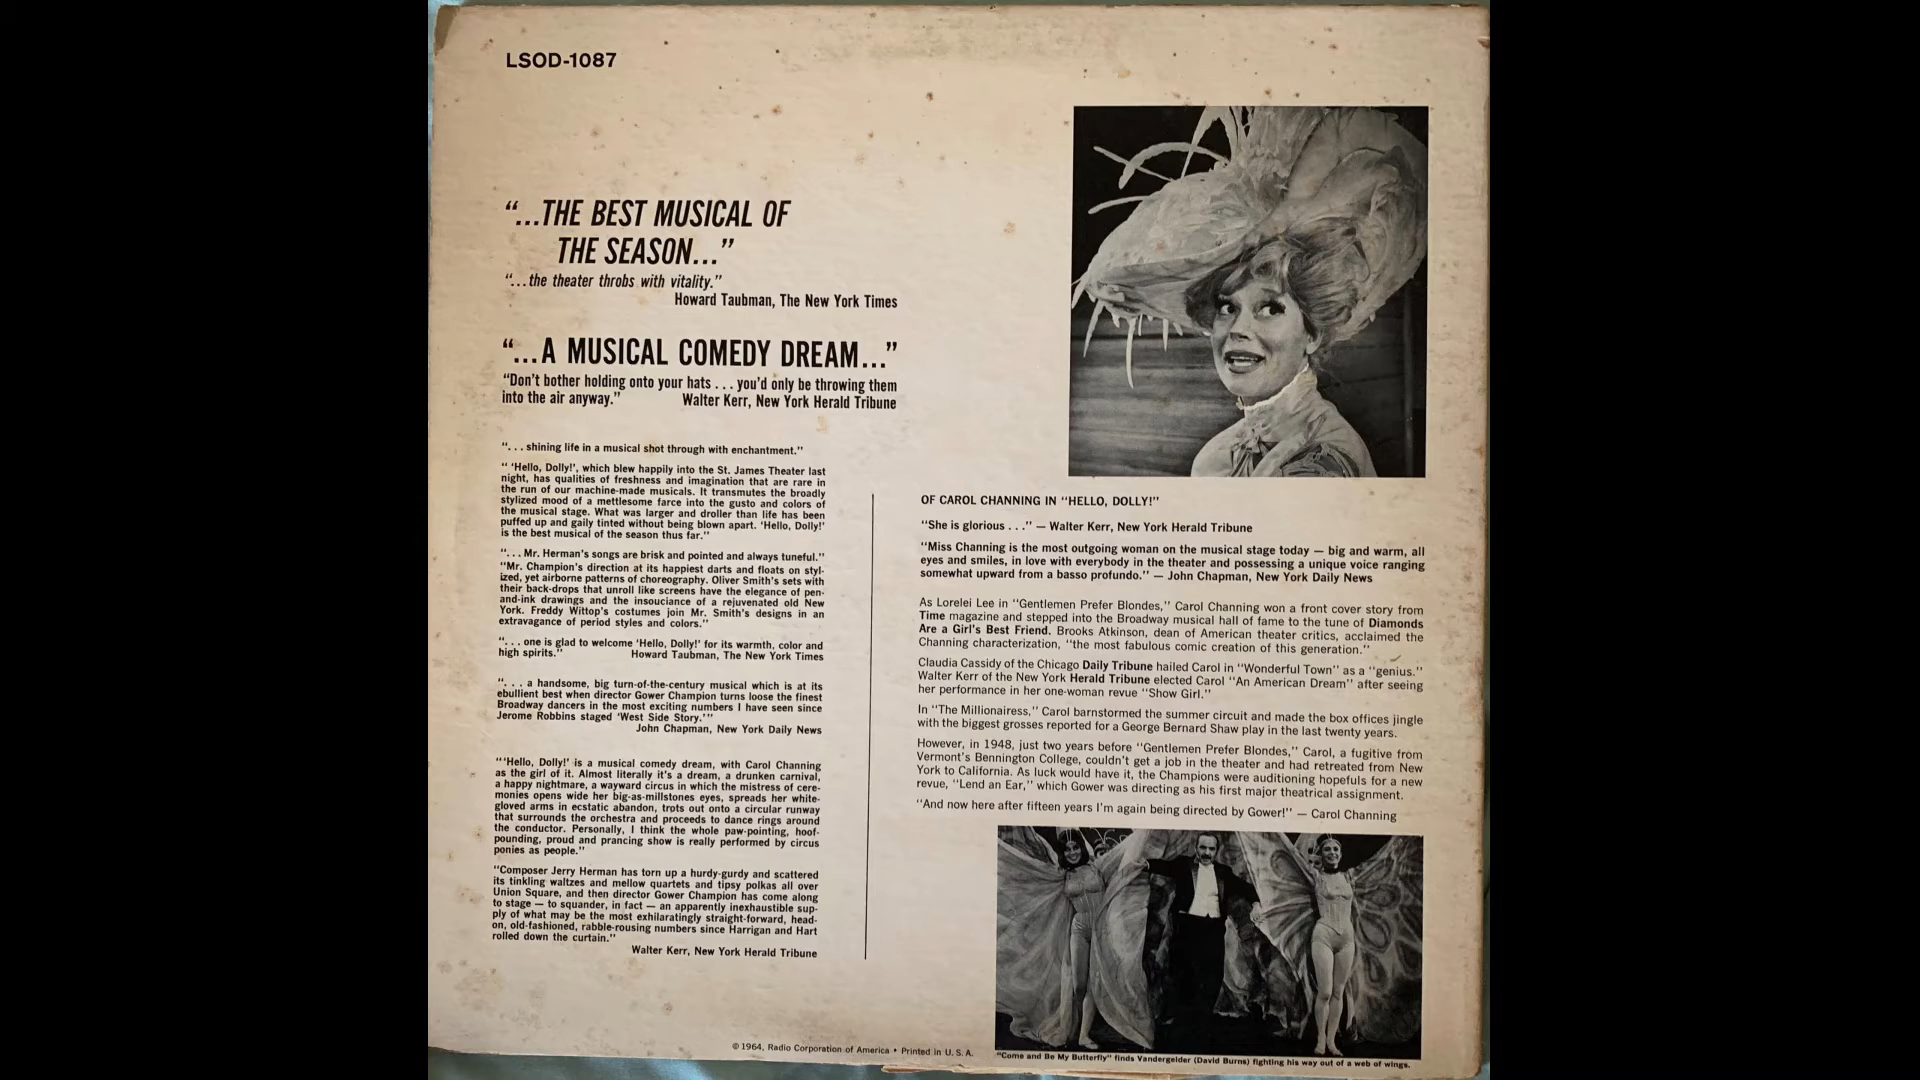 LSOD-1087
“...THE BEST MUSICAL OF
THE SEASON...”
“...the theater throbs with vitality.”
Howard Taubman, The New York Times
“...A MUSICAL COMEDY DREAM...”
“Don't bother holding onto your hats . . . you'd only be throwing them
into the air anyway.” Walter Kerr, New York Herald Tribune
“. . . shining life in a musical shot through with enchantment.”
“ ‘Hello, Dolly!’, which blew happily into the St. James Theater last
night, has qualities of freshness and imagination that are rare in
the run of our machine-made musicals. It transmutes the broadly
stylized mood of a mettlesome farce into the gusto and colors of
the musical stage. What was larger and droller than life has been
puffed up and gaily tinted without being blown apart. ‘Hello, Dolly!’
is the best musical of the season thus far.”
“. . . Mr. Herman's songs are brisk and pointed and always tuneful.”
“Mr. Champion's direction at its happiest darts and floats on styl-
ized, yet airborne patterns of choreography. Oliver Smith's sets with
their back-drops that unroll like screens have the elegance of pen-
and-ink drawings and the insouciance of a rejuvenated old New
York. Freddy Wittop's costumes join Mr. Smith's designs in an
extravagance of period styles and colors.”
“. . . one is glad to welcome ‘Hello, Dolly!’ for its warmth, color and
high spirits.” Howard Taubman, The New York Times
“. . . a handsome, big turn-of-the-century musical which is at its
ebullient best when director Gower Champion turns loose the finest
Broadway dancers in the most exciting numbers I have seen since
Jerome Robbins staged ‘West Side Story.’”
John Chapman, New York Daily News
“‘Hello, Dolly!’ is a musical comedy dream, with Carol Channing
as the girl of it. Almost literally it's a dream, a drunken carnival,
a happy nightmare, a wayward circus in which the mistress of cere-
monies opens wide her big-as-millstones eyes, spreads her white-
gloved arms in ecstatic abandon, trots out onto a circular runway
that surrounds the orchestra and proceeds to dance rings around
the conductor. Personally, I think the whole paw-pointing, hoof-
pounding, proud and prancing show is really performed by circus
ponies as people.”
“Composer Jerry Herman has torn up a hurdy-gurdy and scattered
its tinkling waltzes and mellow quartets and tipsy polkas all over
Union Square, and then director Gower Champion has come along
to stage — to squander, in fact — an apparently inexhaustible sup-
ply of what may be the most exhilaratingly straight-forward, head-
on, old-fashioned, rabble-rousing numbers since Harrigan and Hart
rolled down the curtain.”
Walter Kerr, New York Herald Tribune
OF CAROL CHANNING IN “HELLO, DOLLY!”
“She is glorious . . .” — Walter Kerr, New York Herald Tribune
“Miss Channing is the most outgoing woman on the musical stage today — big and warm, all
eyes and smiles, in love with everybody in the theater and possessing a unique voice ranging
somewhat upward from a basso profundo.” — John Chapman, New York Daily News
As Lorelei Lee in “Gentlemen Prefer Blondes,” Carol Channing won a front cover story from
Time magazine and stepped into the Broadway musical hall of fame to the tune of Diamonds
Are a Girl's Best Friend. Brooks Atkinson, dean of American theater critics, acclaimed the
Channing characterization, “the most fabulous comic creation of this generation.”
Claudia Cassidy of the Chicago Daily Tribune hailed Carol in “Wonderful Town” as a “genius.”
Walter Kerr of the New York Herald Tribune elected Carol “An American Dream” after seeing
her performance in her one-woman revue “Show Girl.”
In “The Millionairess,” Carol barnstormed the summer circuit and made the box offices jingle
with the biggest grosses reported for a George Bernard Shaw play in the last twenty years.
However, in 1948, just two years before “Gentlemen Prefer Blondes,” Carol, a fugitive from
Vermont's Bennington College, couldn't get a job in the theater and had retreated from New
York to California. As luck would have it, the Champions were auditioning hopefuls for a new
revue, “Lend an Ear,” which Gower was directing as his first major theatrical assignment.
“And now here after fifteen years I'm again being directed by Gower!” — Carol Channing
© 1964, Radio Corporation of America • Printed in U. S. A.
“Come and Be My Butterfly” finds Vandergelder (David Burns) fighting his way out of a web of wings.